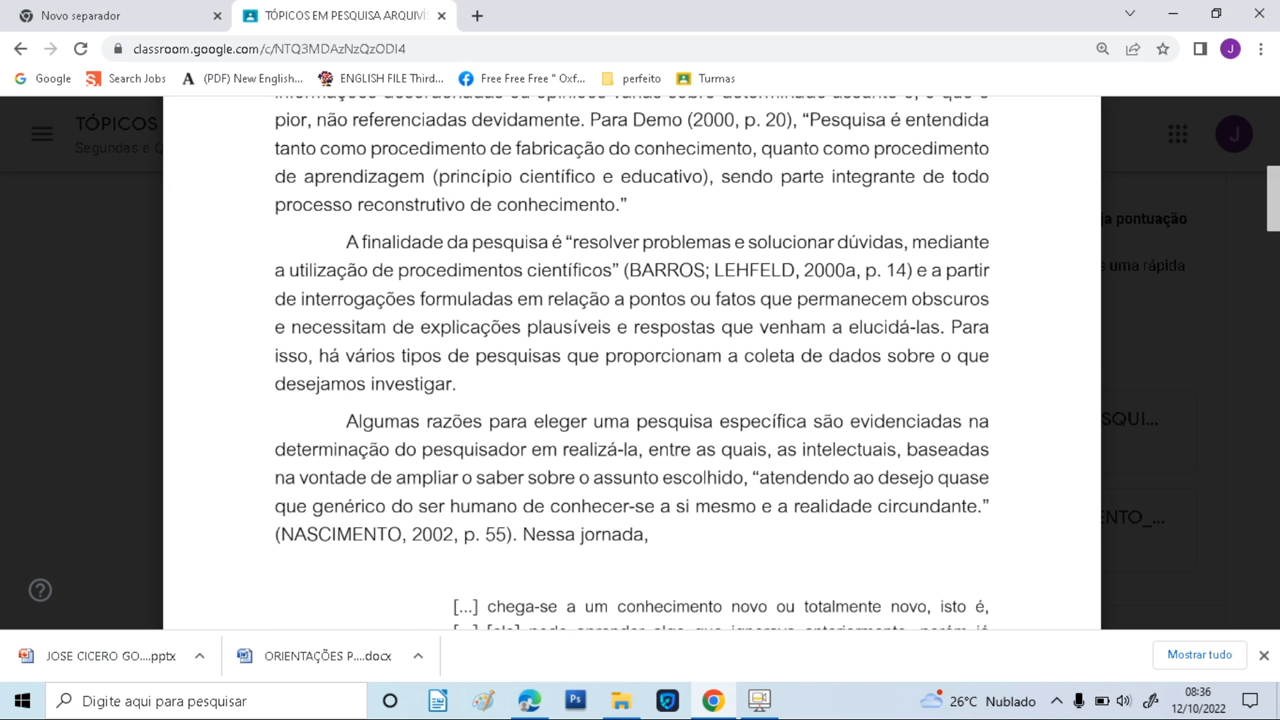 Novo separador
TÓPICOS EM PESQUISA ARQUIVÍS
classroom.google.com/c/NTQ3MDAzNzQzODI4
J
Google
Search Jobs
(PDF) New English...
ENGLISH FILE Third...
Free Free Free " Oxf...
perfeito
Turmas
TÓPICOS
Segundas e Q
J
pior, não referenciadas devidamente. Para Demo (2000, p. 20), “Pesquisa é entendida
tanto como procedimento de fabricação do conhecimento, quanto como procedimento
de aprendizagem (princípio científico e educativo), sendo parte integrante de todo
processo reconstrutivo de conhecimento.”
A finalidade da pesquisa é “resolver problemas e solucionar dúvidas, mediante
a utilização de procedimentos científicos” (BARROS; LEHFELD, 2000a, p. 14) e a partir
de interrogações formuladas em relação a pontos ou fatos que permanecem obscuros
e necessitam de explicações plausíveis e respostas que venham a elucidá-las. Para
isso, há vários tipos de pesquisas que proporcionam a coleta de dados sobre o que
desejamos investigar.
Algumas razões para eleger uma pesquisa específica são evidenciadas na
determinação do pesquisador em realizá-la, entre as quais, as intelectuais, baseadas
na vontade de ampliar o saber sobre o assunto escolhido, “atendendo ao desejo quase
que genérico do ser humano de conhecer-se a si mesmo e a realidade circundante.”
(NASCIMENTO, 2002, p. 55). Nessa jornada,
[...] chega-se a um conhecimento novo ou totalmente novo, isto é,
ja pontuação
s uma rápida
ESQUI...
ENTO_...
JOSE CICERO GO....pptx
ORIENTAÇÕES P....docx
Mostrar tudo
Digite aqui para pesquisar
Ps
26°C Nublado
08:36
12/10/2022